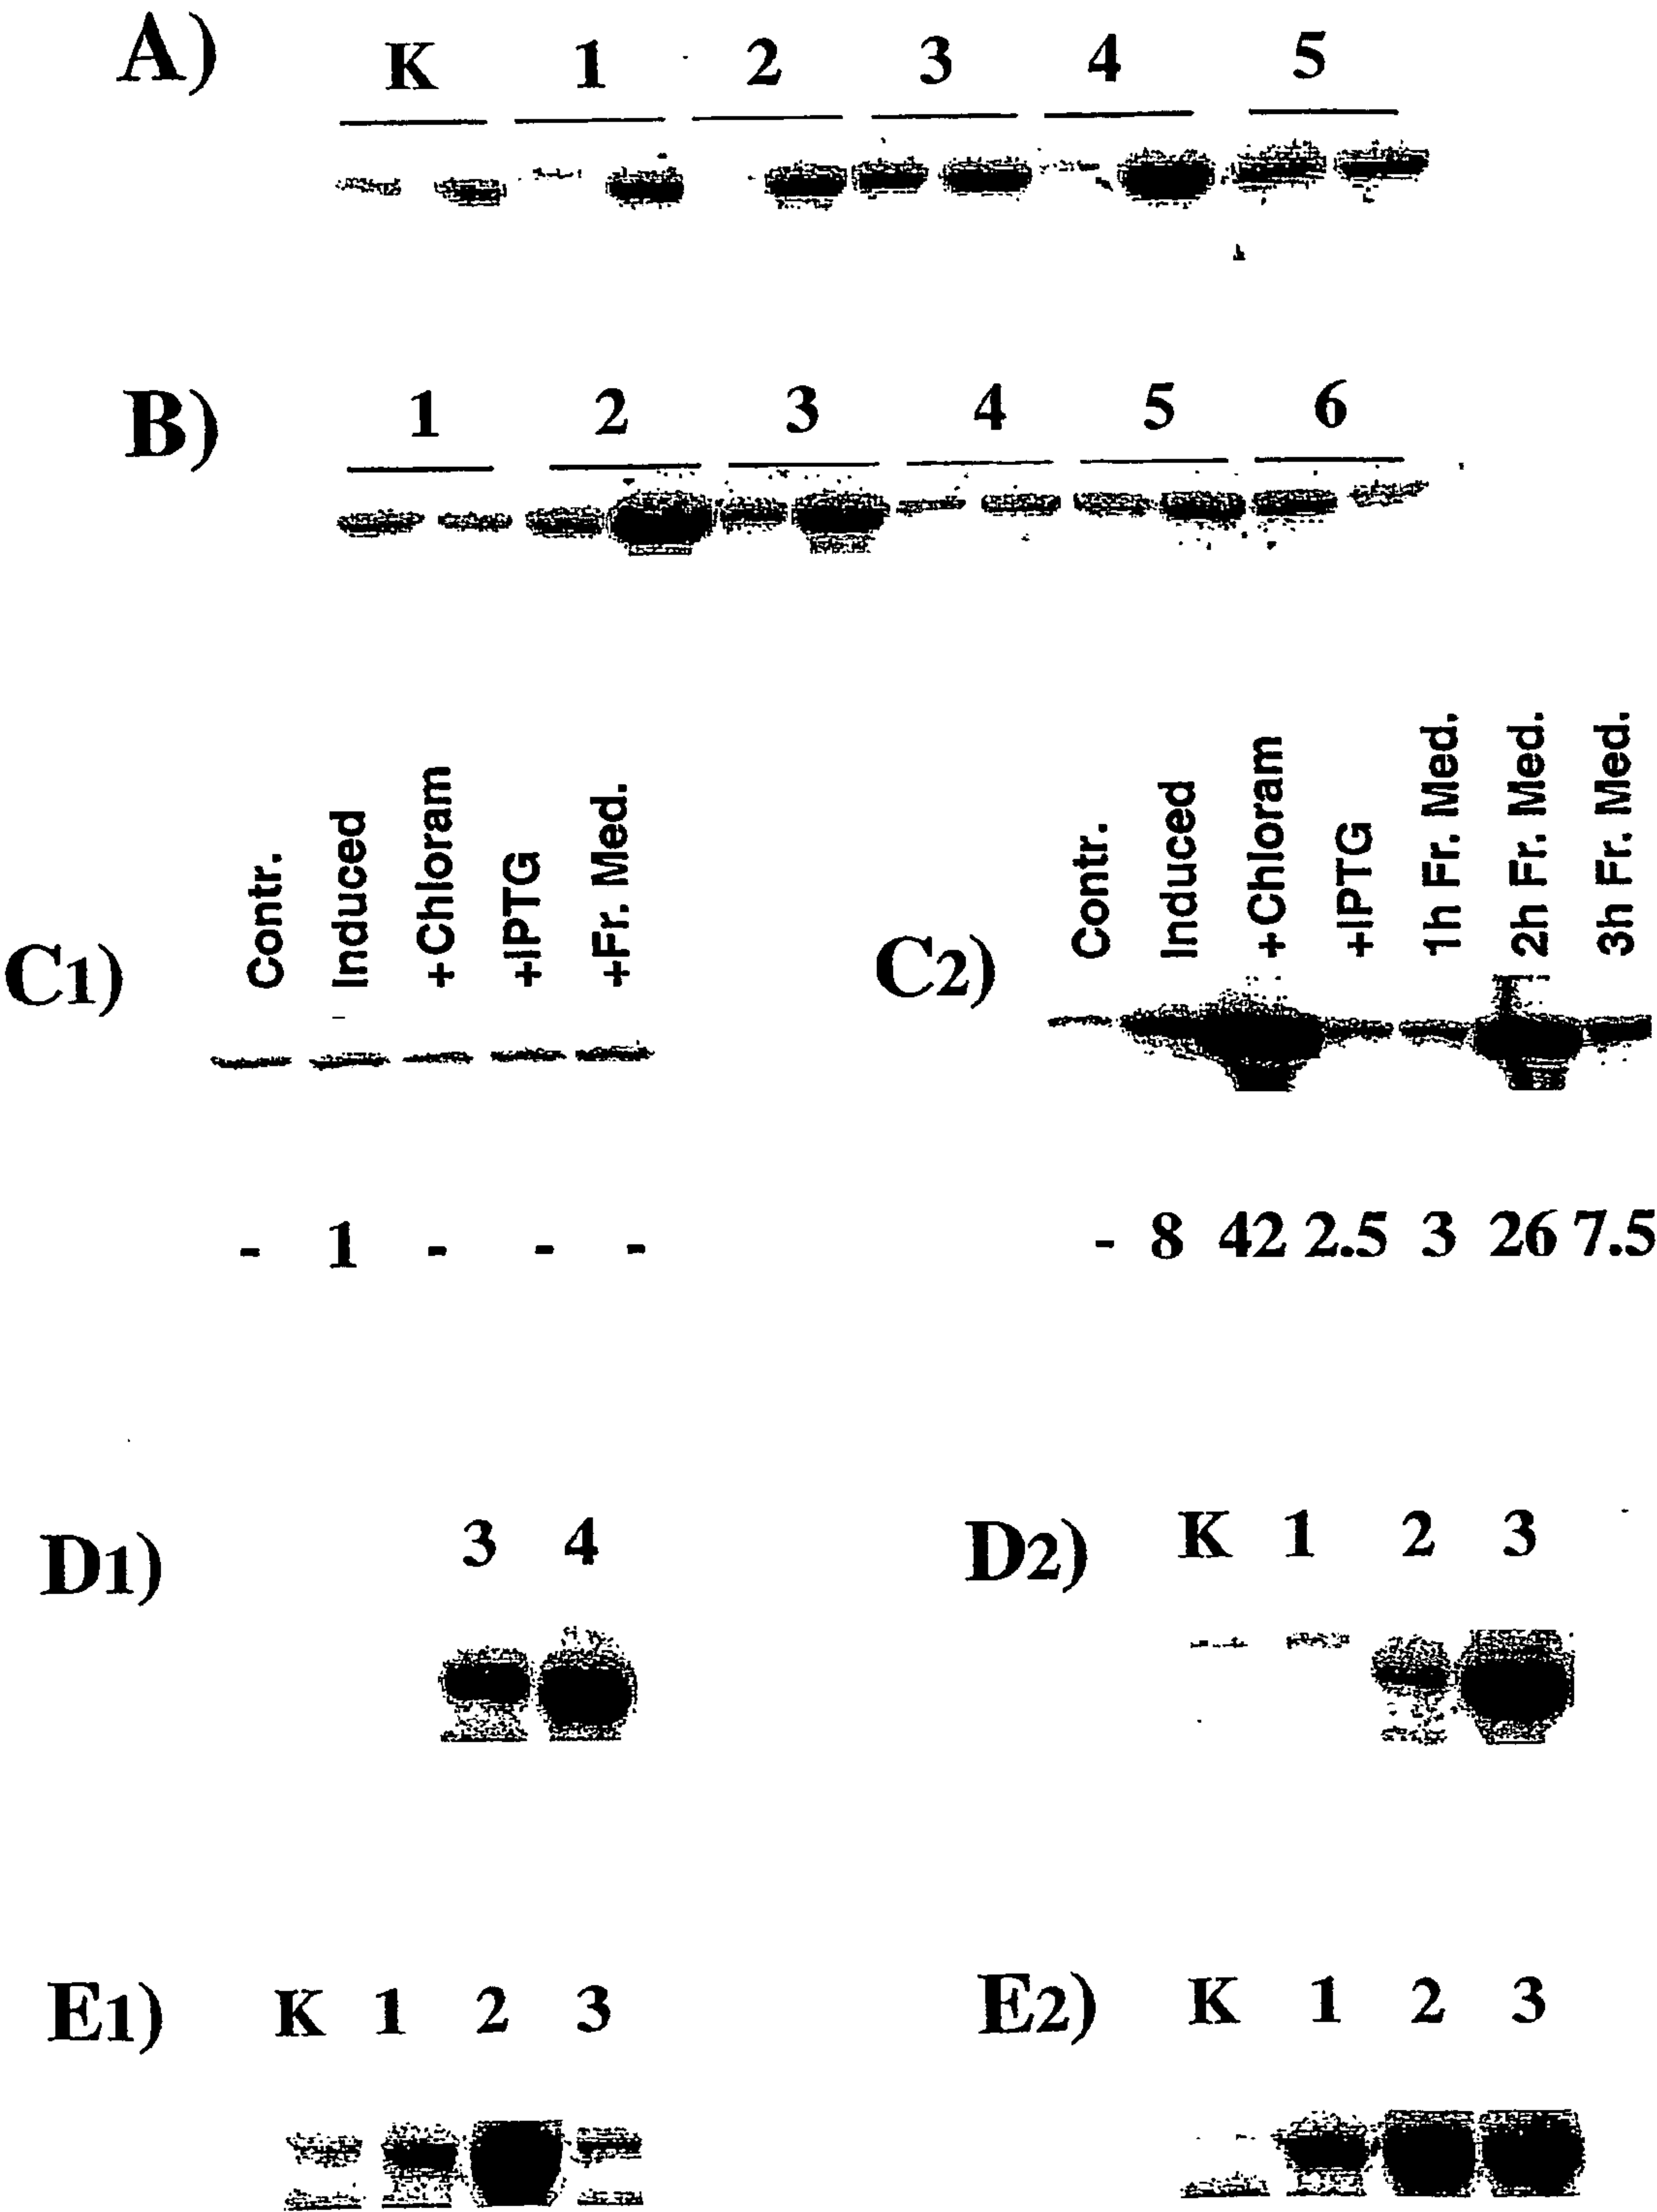 A) K 1 2 3 4 5
B) 1 2 3 4 5 6
C1) Contr. Induced +Chloram +IPTG +Fr. Med.
- 1 - - -
C2) Contr. Induced +Chloram +IPTG 1h Fr. Med. 2h Fr. Med. 3h Fr. Med.
- 8 42 2.5 3 26 7.5
D1) 3 4
D2) K 1 2 3
E1) K 1 2 3
E2) K 1 2 3